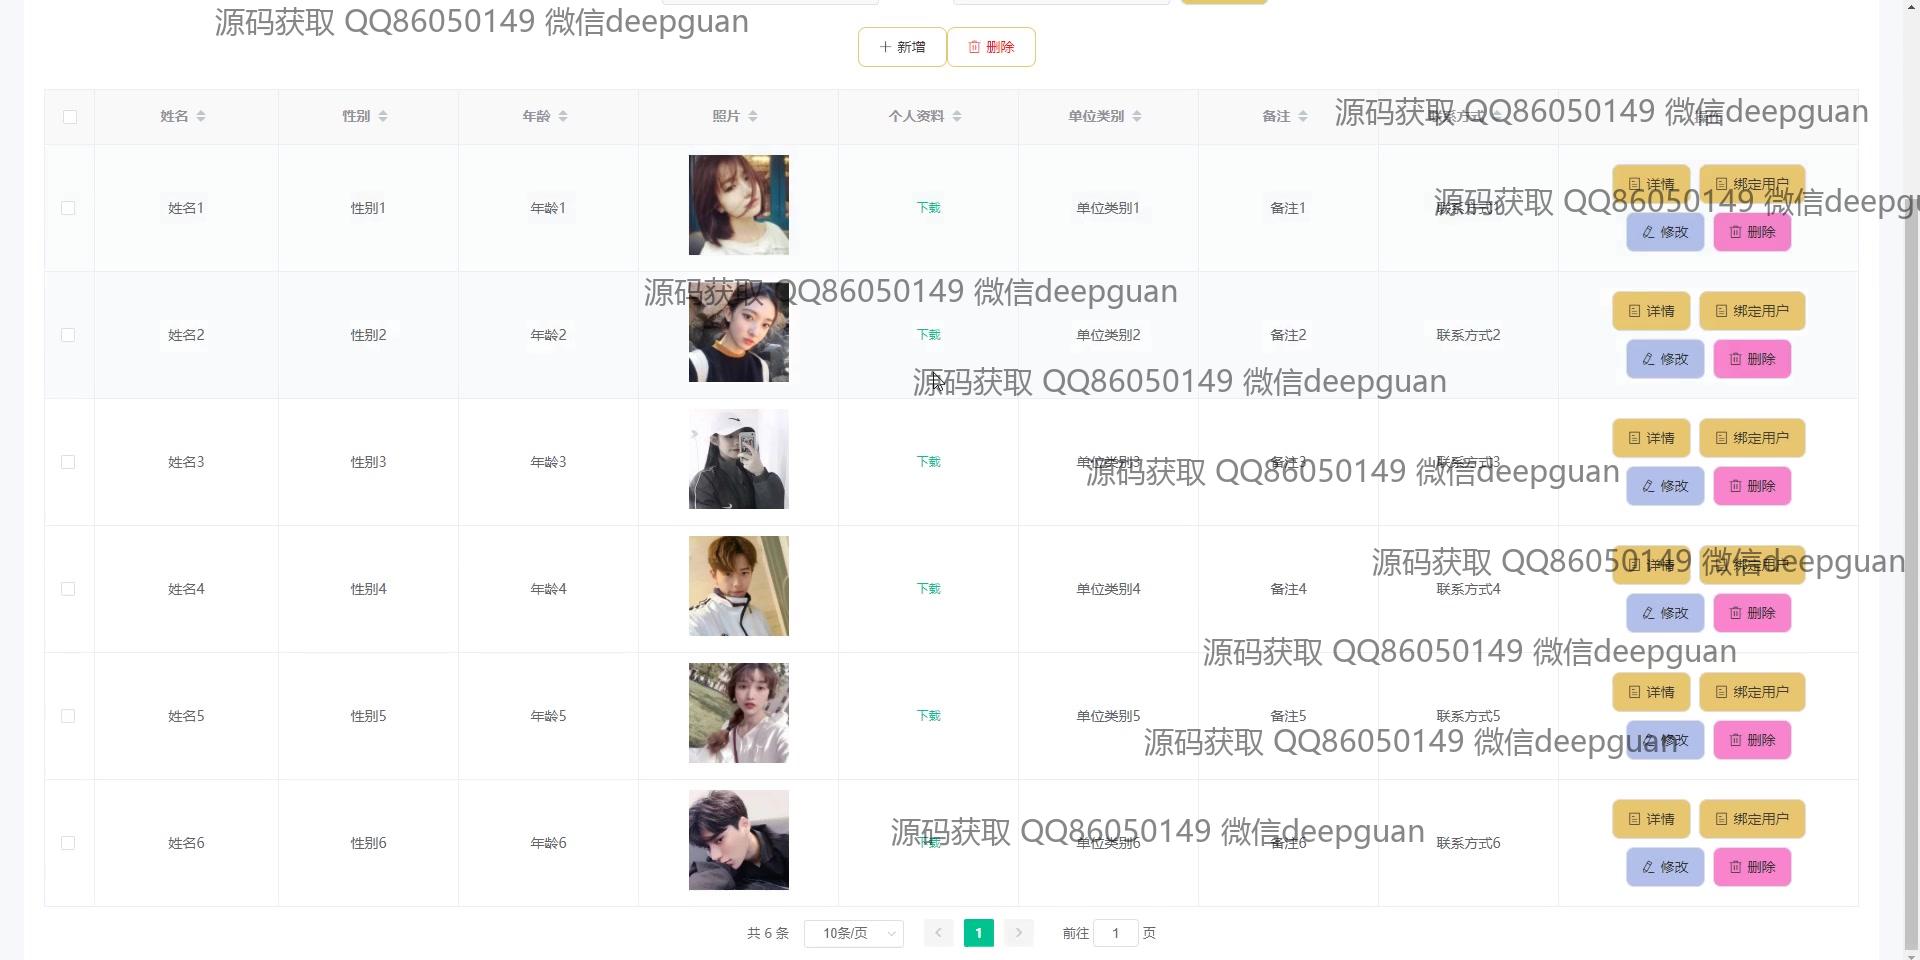 源码获取 QQ86050149 微信deepguan
新增 删除
姓名 性别 年龄 照片 个人资料 单位类别 备注 联系方式 操作
源码获取 QQ86050149 微信deepguan
详情 绑定用户
源码获取 QQ86050149 微信deepgu
姓名1 性别1 年龄1 下载 单位类别1 备注1 联系方式1
修改 删除
源码获取 QQ86050149 微信deepguan
详情 绑定用户
姓名2 性别2 年龄2 下载 单位类别2 备注2 联系方式2
修改 删除
源码获取 QQ86050149 微信deepguan
详情 绑定用户
姓名3 性别3 年龄3 下载 单位类别3 备注3 联系方式3
源码获取 QQ86050149 微信deepguan
修改 删除
详情 绑定用户
源码获取 QQ86050149 微信deepguan
姓名4 性别4 年龄4 下载 单位类别4 备注4 联系方式4
修改 删除
源码获取 QQ86050149 微信deepguan
详情 绑定用户
姓名5 性别5 年龄5 下载 单位类别5 备注5 联系方式5
修改 删除
源码获取 QQ86050149 微信deepguan
详情 绑定用户
源码获取 QQ86050149 微信deepguan
姓名6 性别6 年龄6 下载 单位类别6 备注6 联系方式6
修改 删除
共 6 条 10条/页 1 前往 1 页